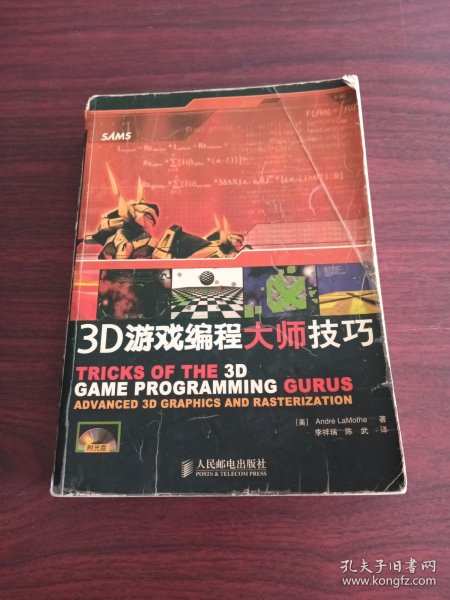 SAMS
3D游戏编程大师技巧
TRICKS OF THE 3D
GAME PROGRAMMING GURUS
ADVANCED 3D GRAPHICS AND RASTERIZATION
[美] André LaMothe 著
李祥瑞 陈武 译
附光盘
人民邮电出版社
POSTS & TELECOM PRESS
孔夫子旧书网
www.kongfz.com